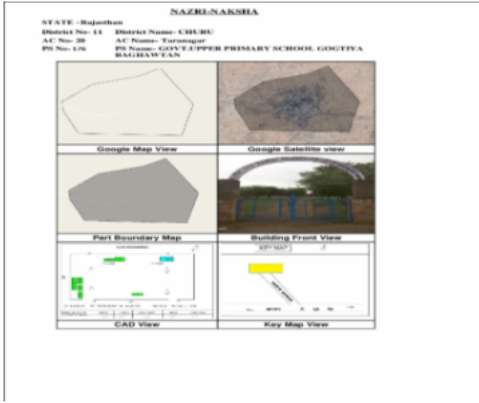 NAZRI-NAKSHA
STATE -Rajasthan
District No- 11 District Name- CHURU
AC No- 20 AC Name- Taranagar
PS No- 176 PS Name- GOVT.UPPER PRIMARY SCHOOL GOGTIYA
BAGHAWTAN
Google Map View Google Satellite view
Part Boundary Map Building Front View
KEY MAP
CAD View Key Map View